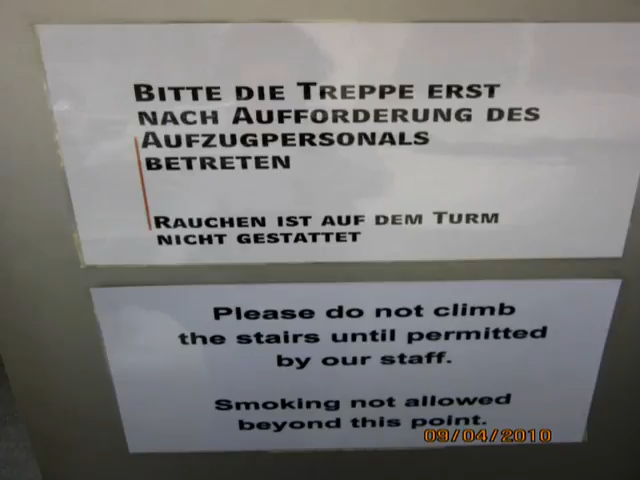 BITTE DIE TREPPE ERST
NACH AUFFORDERUNG DES
AUFZUGPERSONALS
BETRETEN
RAUCHEN IST AUF DEM TURM
NICHT GESTATTET
Please do not climb
the stairs until permitted
by our staff.
Smoking not allowed
beyond this point.
09/04/2010